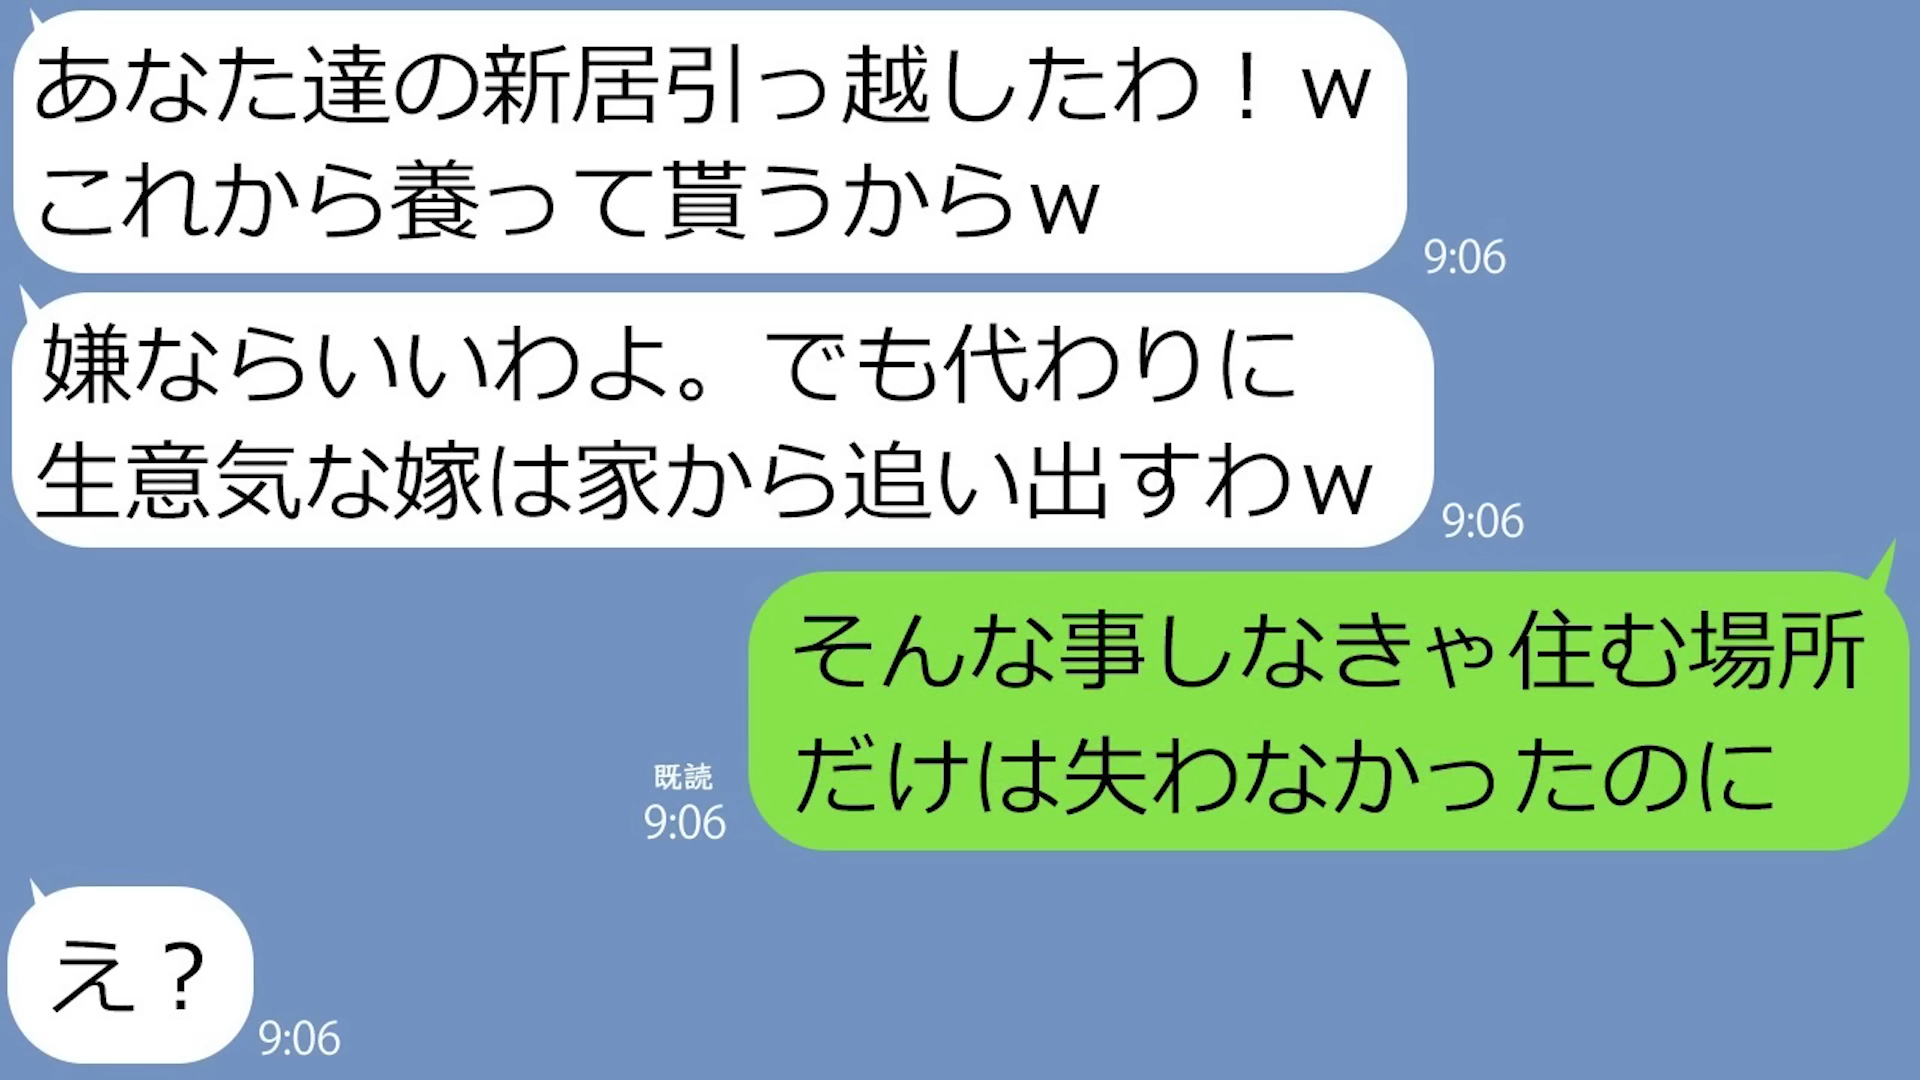 あなた達の新居引っ越したわ！ｗ
これから養って貰うからｗ
9:06
嫌ならいいわよ。でも代わりに
生意気な嫁は家から追い出すわｗ
9:06
そんな事しなきゃ住む場所
だけは失わなかったのに
既読
9:06
え？
9:06